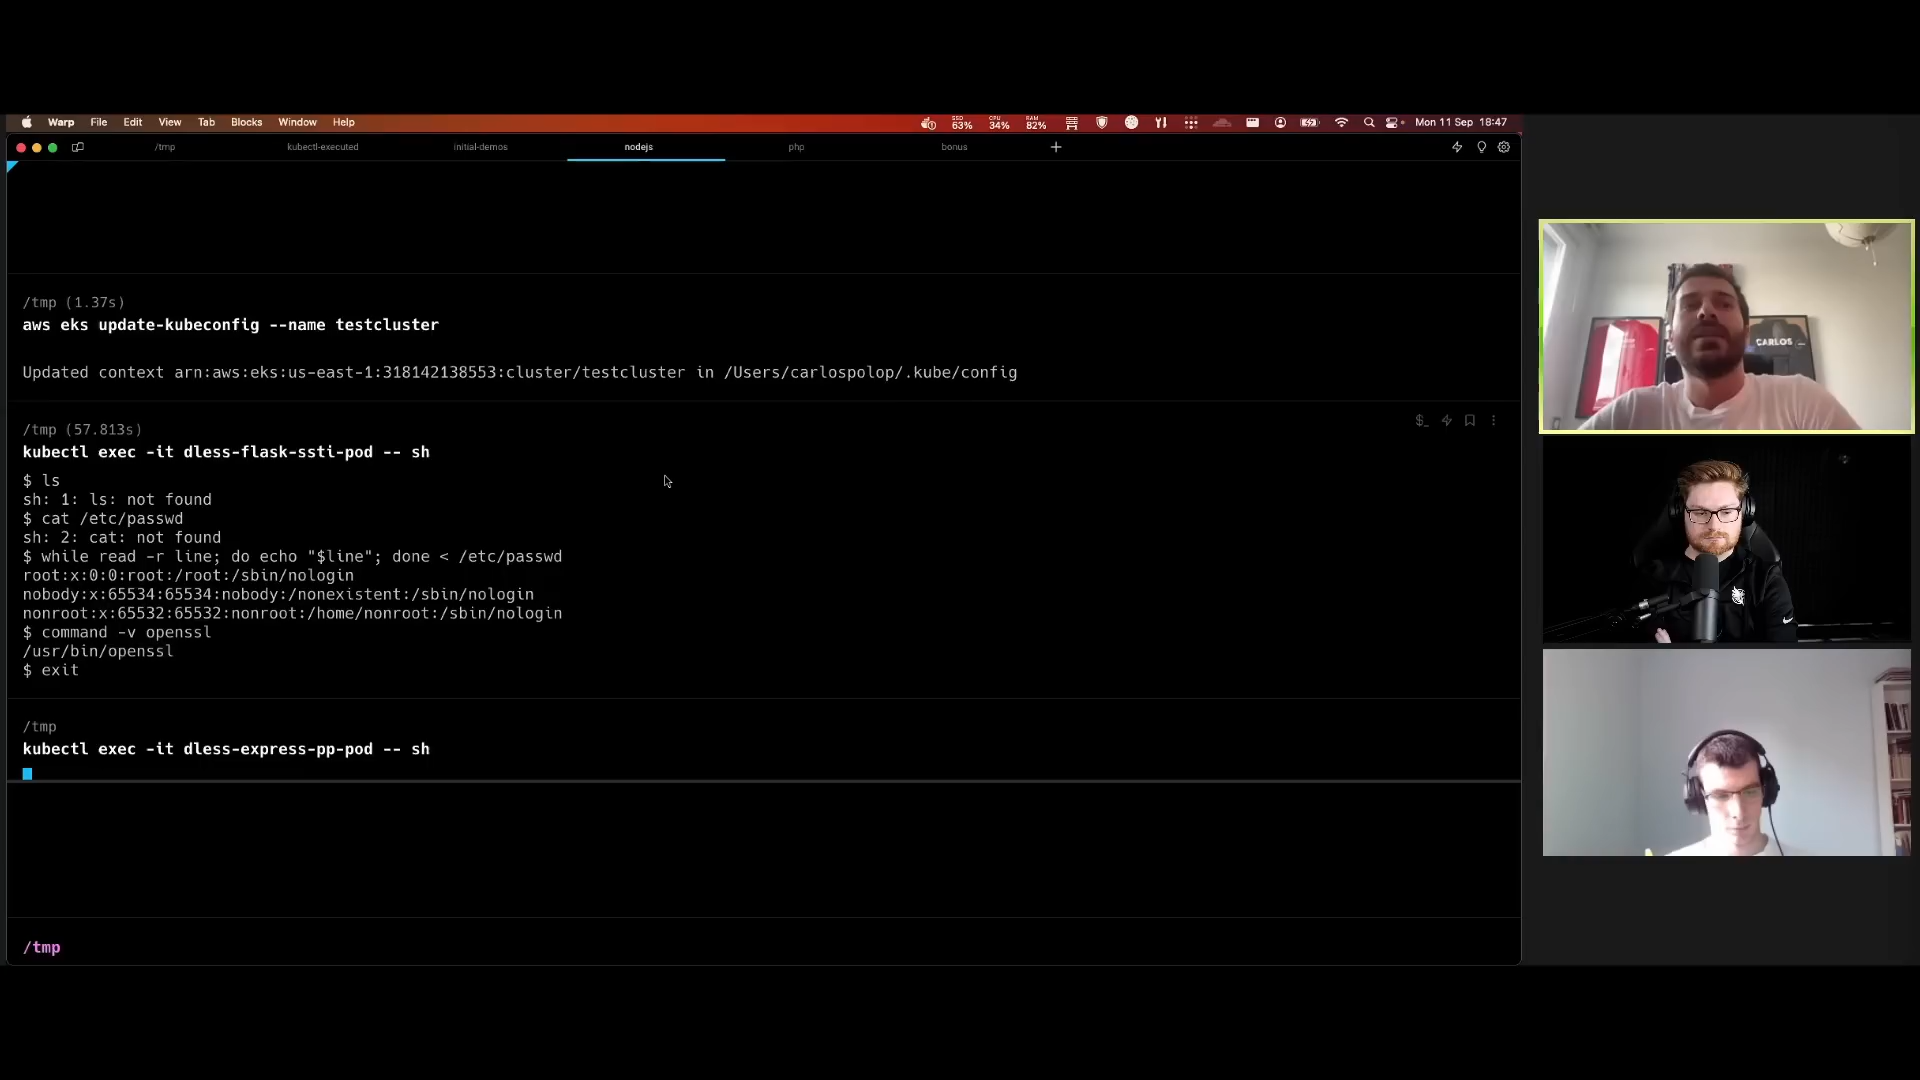 Warp File Edit View Tab Blocks Window Help
SSD 63% CPU 34% RAM 82% Mon 11 Sep 18:47
/tmp kubectl-executed initial-demos nodejs php bonus +
/tmp (1.37s)
aws eks update-kubeconfig --name testcluster
Updated context arn:aws:eks:us-east-1:318142138553:cluster/testcluster in /Users/carlospolop/.kube/config
/tmp (57.813s)
$_
kubectl exec -it dless-flask-ssti-pod -- sh
$ ls
sh: 1: ls: not found
$ cat /etc/passwd
sh: 2: cat: not found
$ while read -r line; do echo "$line"; done < /etc/passwd
root:x:0:0:root:/root:/sbin/nologin
nobody:x:65534:65534:nobody:/nonexistent:/sbin/nologin
nonroot:x:65532:65532:nonroot:/home/nonroot:/sbin/nologin
$ command -v openssl
/usr/bin/openssl
$ exit
/tmp
kubectl exec -it dless-express-pp-pod -- sh
/tmp
CARLOS